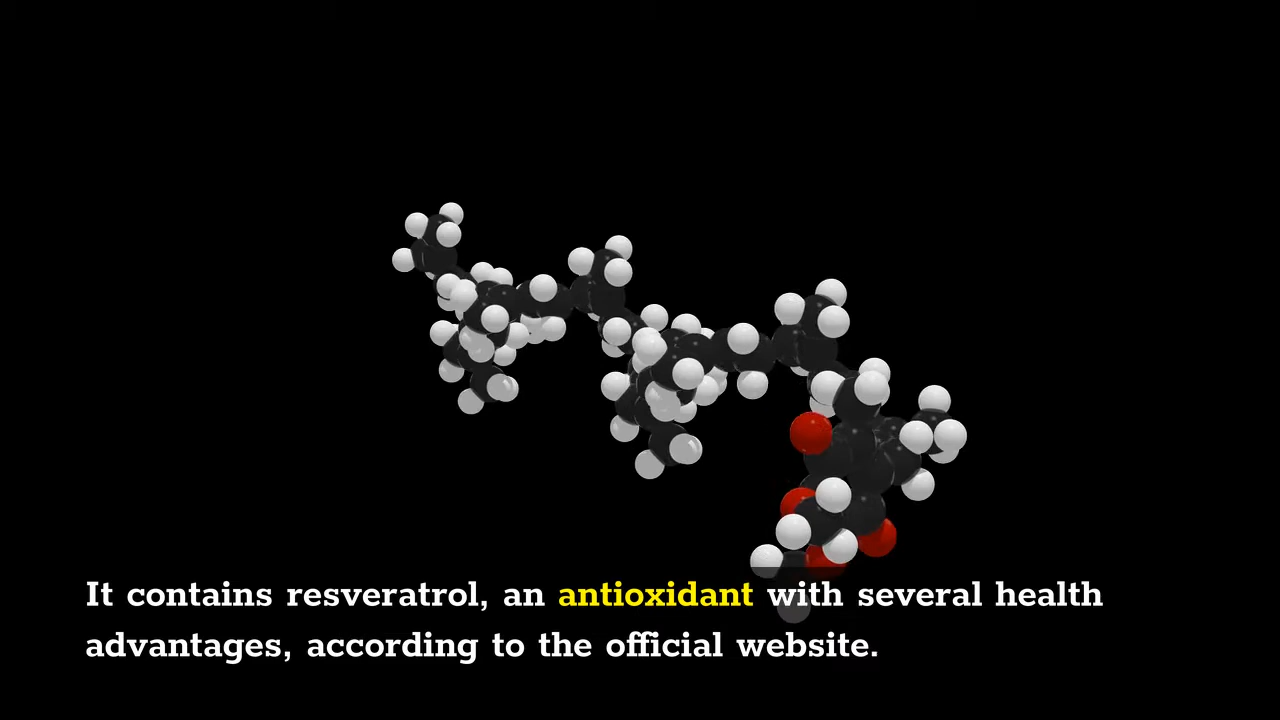 It contains resveratrol, an antioxidant with several health
advantages, according to the official website.